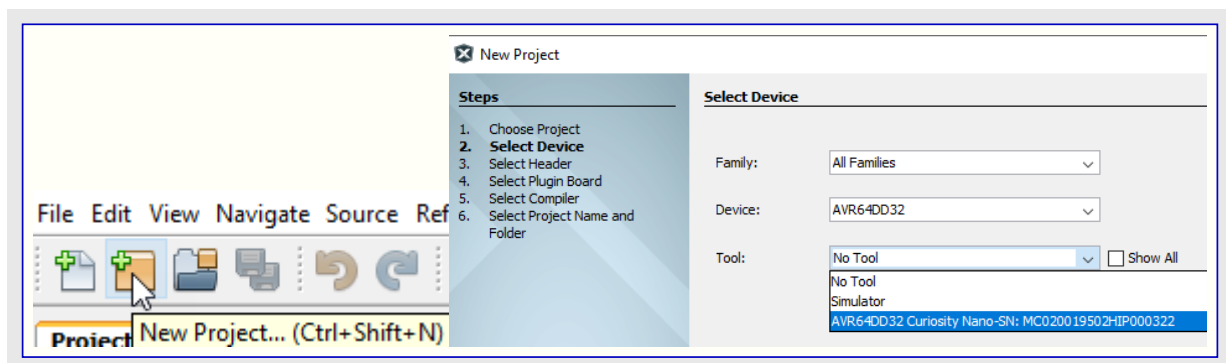 File Edit View Navigate Source Ref
New Project... (Ctrl+Shift+N)
Project
New Project
Steps
1. Choose Project
2. Select Device
3. Select Header
4. Select Plugin Board
5. Select Compiler
6. Select Project Name and
Folder
Select Device
Family: All Families
Device: AVR64DD32
Tool: No Tool Show All
No Tool
Simulator
AVR64DD32 Curiosity Nano-SN: MC020019502HIP000322